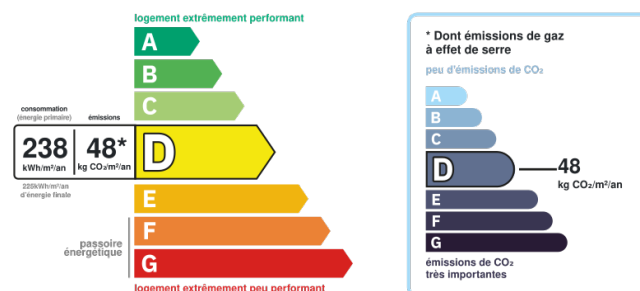 logement extrêmement performant
A
B
C
consommation
(énergie primaire)
émissions
238
kWh/m²/an
48*
kg CO₂/m²/an
D
225kWh/m²/an
d'énergie finale
E
F
G
passoire
énergétique
logement extrêmement peu performant
* Dont émissions de gaz
à effet de serre
peu d'émissions de CO₂
A
B
C
D
48
kg CO₂/m²/an
E
F
G
émissions de CO₂
très importantes